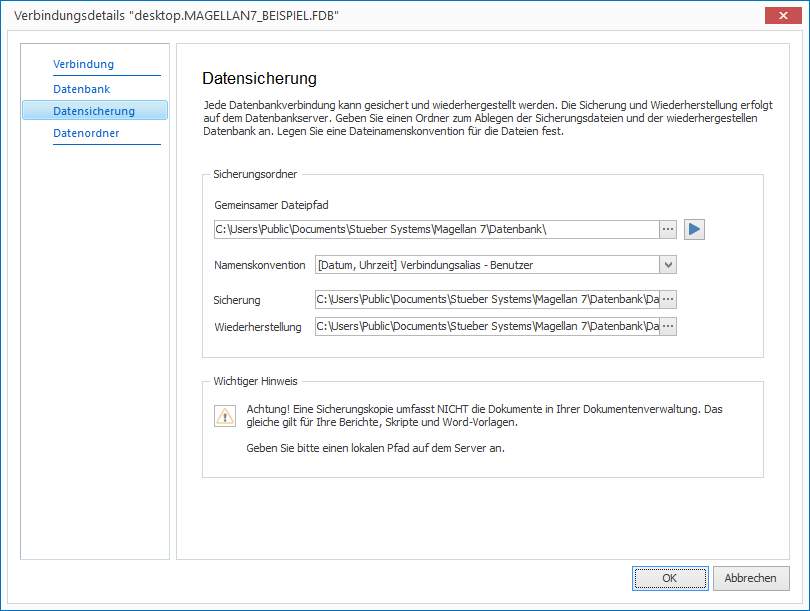 Verbindungsdetails "desktop.MAGELLAN7_BEISPIEL.FDB"
Verbindung
Datenbank
Datensicherung
Datenordner
Datensicherung
Jede Datenbankverbindung kann gesichert und wiederhergestellt werden. Die Sicherung und Wiederherstellung erfolgt
auf dem Datenbankserver. Geben Sie einen Ordner zum Ablegen der Sicherungsdateien und der wiederhergestellten
Datenbank an. Legen Sie eine Dateinamenskonvention für die Dateien fest.
Sicherungsordner
Gemeinsamer Dateipfad
C:\Users\Public\Documents\Stueber Systems\Magellan 7\Datenbank\
Namenskonvention [Datum, Uhrzeit] Verbindungsalias - Benutzer
Sicherung C:\Users\Public\Documents\Stueber Systems\Magellan 7\Datenbank\Da
Wiederherstellung C:\Users\Public\Documents\Stueber Systems\Magellan 7\Datenbank\Da
Wichtiger Hinweis
Achtung! Eine Sicherungskopie umfasst NICHT die Dokumente in Ihrer Dokumentenverwaltung. Das
gleiche gilt für Ihre Berichte, Skripte und Word-Vorlagen.
Geben Sie bitte einen lokalen Pfad auf dem Server an.
OK Abbrechen